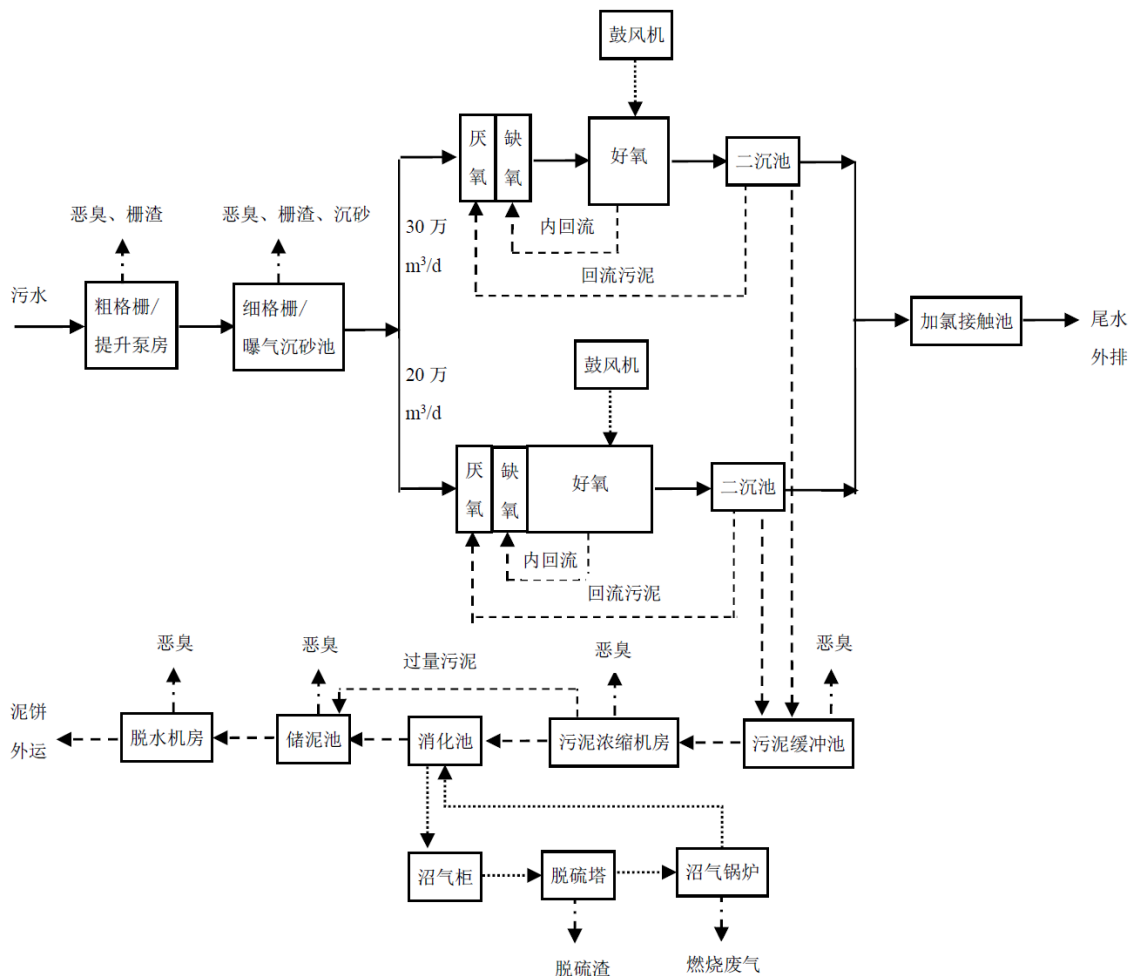 鼓风机
厌
氧
缺
氧
好氧
二沉池
恶臭、栅渣
恶臭、栅渣、沉砂
30 万
m³/d
内回流
回流污泥
污水
粗格栅/
提升泵房
细格栅/
曝气沉砂池
加氯接触池
尾水
外排
20 万
m³/d
鼓风机
厌
氧
缺
氧
好氧
二沉池
内回流
回流污泥
恶臭
恶臭
过量污泥
恶臭
恶臭
泥饼
外运
脱水机房
储泥池
消化池
污泥浓缩机房
污泥缓冲池
沼气柜
脱硫塔
沼气锅炉
脱硫渣
燃烧废气